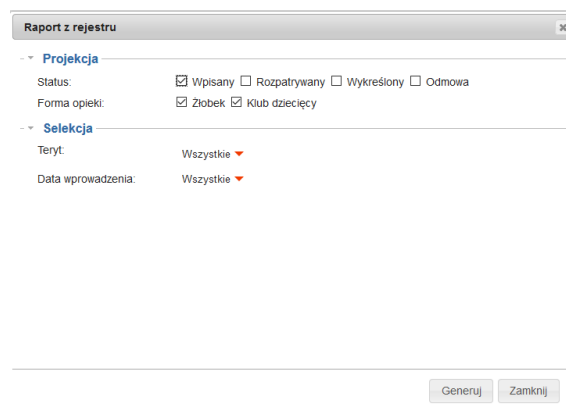 Raport z rejestru
Projekcja
Status: Wpisany Rozpatrywany Wykreślony Odmowa
Forma opieki: Żłobek Klub dziecięcy
Selekcja
Teryt: Wszystkie
Data wprowadzenia: Wszystkie
Generuj Zamknij